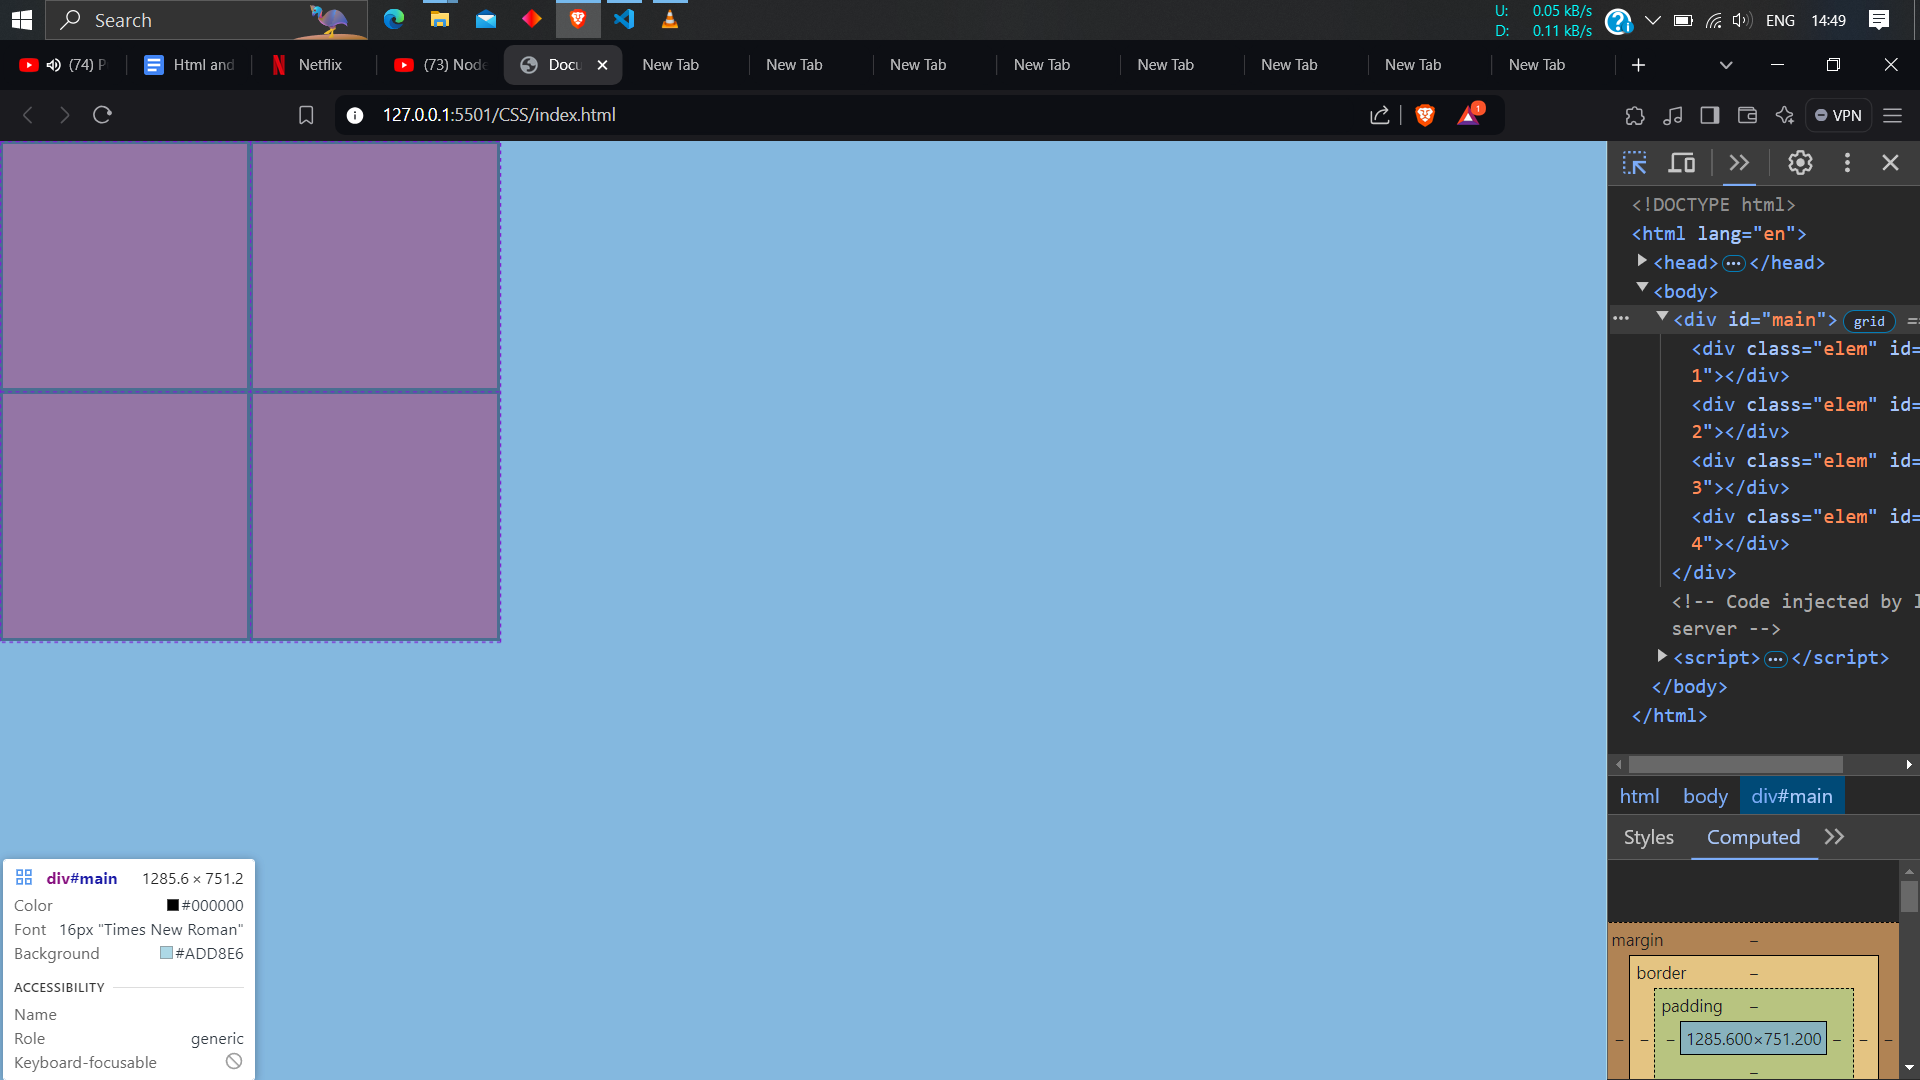 Search
U: 0.05 kB/s
D: 0.11 kB/s
ENG
14:49
(74) P
Html and
Netflix
(73) Node
Docu
New Tab
New Tab
New Tab
New Tab
New Tab
New Tab
New Tab
New Tab
127.0.0.1:5501/CSS/index.html
1
VPN
<!DOCTYPE html>
<html lang="en">
<head> ••• </head>
<body>
••• <div id="main"> grid ==
<div class="elem" id=
1"></div>
<div class="elem" id=
2"></div>
<div class="elem" id=
3"></div>
<div class="elem" id=
4"></div>
</div>
<!-- Code injected by
server -->
<script> ••• </script>
</body>
</html>
html body div#main
Styles Computed
margin –
border –
padding –
– – – 1285.600×751.200 – – –
–
div#main 1285.6 × 751.2
Color #000000
Font 16px "Times New Roman"
Background #ADD8E6
ACCESSIBILITY
Name
Role generic
Keyboard-focusable